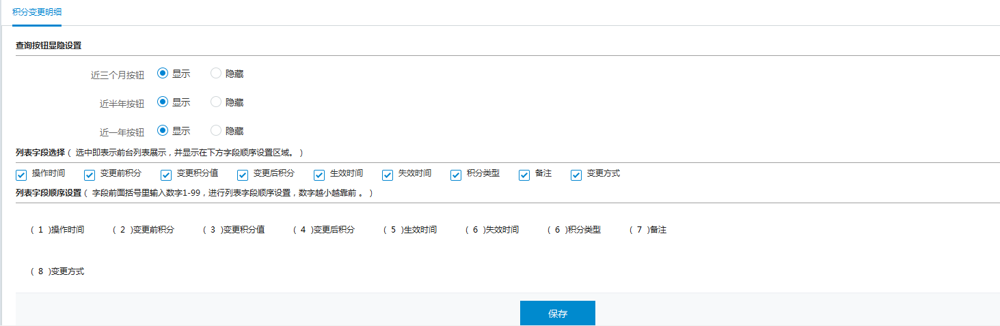 积分变更明细
查询按钮显隐设置
近三个月按钮 显示 隐藏
近半年按钮 显示 隐藏
近一年按钮 显示 隐藏
列表字段选择（ 选中即表示前台列表展示，并显示在下方字段顺序设置区域。）
操作时间 变更前积分 变更积分值 变更后积分 生效时间 失效时间 积分类型 备注 变更方式
列表字段顺序设置（ 字段前面括号里输入数字1-99，进行列表字段顺序设置，数字越小越靠前 。）
( 1 )操作时间 ( 2 )变更前积分 ( 3 )变更积分值 ( 4 )变更后积分 ( 5 )生效时间 ( 6 )失效时间 ( 6 )积分类型 ( 7 )备注
( 8 )变更方式
保存